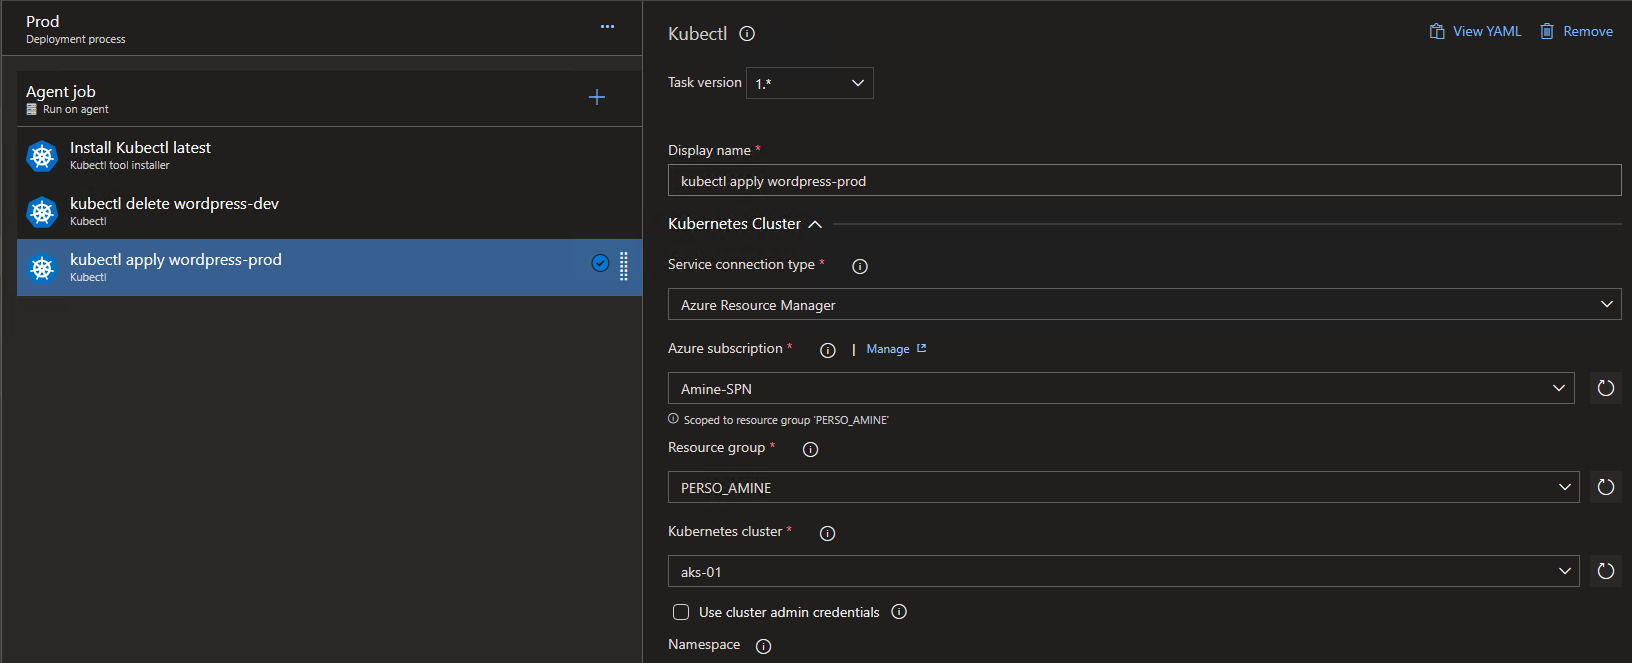 Prod
Deployment process
Agent job
Run on agent
Install Kubectl latest
Kubectl tool installer
kubectl delete wordpress-dev
Kubectl
kubectl apply wordpress-prod
Kubectl
Kubectl
View YAML
Remove
Task version
1.*
Display name *
kubectl apply wordpress-prod
Kubernetes Cluster
Service connection type *
Azure Resource Manager
Azure subscription *
| Manage
Amine-SPN
Scoped to resource group 'PERSO_AMINE'
Resource group *
PERSO_AMINE
Kubernetes cluster *
aks-01
Use cluster admin credentials
Namespace